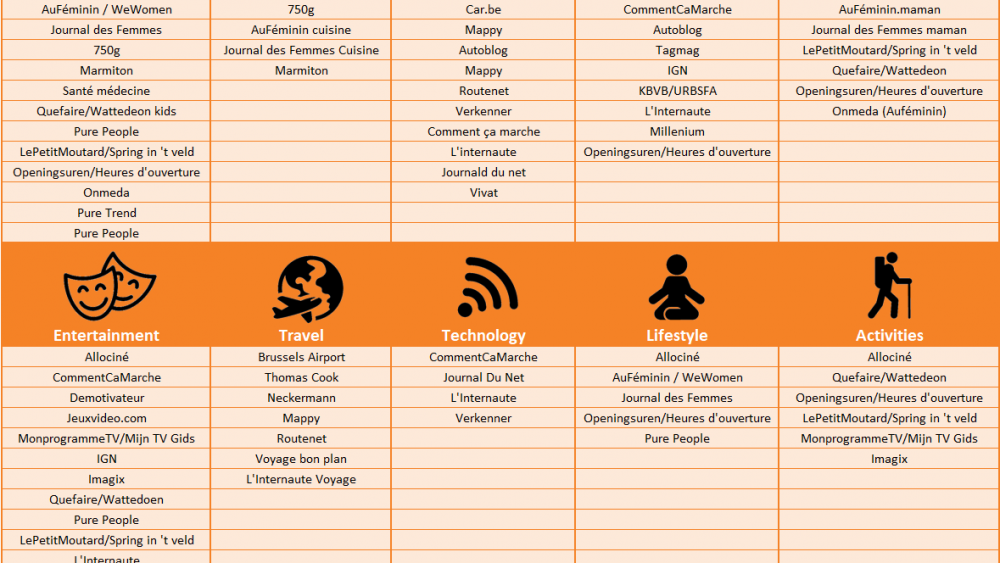 AuFéminin / WeWomen 750g Car.be CommentCaMarche AuFéminin.maman
Journal des Femmes AuFéminin cuisine Mappy Autoblog Journal des Femmes maman
750g Journal des Femmes Cuisine Autoblog Tagmag LePetitMoutard/Spring in 't veld
Marmiton Marmiton Mappy IGN Quefaire/Wattedeon
Santé médecine Routenet KBVB/URBSFA Openingsuren/Heures d'ouverture
Quefaire/Wattedeon kids Verkenner L'Internaute Onmeda (Auféminin)
Pure People Comment ça marche Millenium
LePetitMoutard/Spring in 't veld L'internaute Openingsuren/Heures d'ouverture
Openingsuren/Heures d'ouverture Journald du net
Onmeda Vivat
Pure Trend
Pure People
Entertainment Travel Technology Lifestyle Activities
Allociné Brussels Airport CommentCaMarche Allociné Allociné
CommentCaMarche Thomas Cook Journal Du Net AuFéminin / WeWomen Quefaire/Wattedeon
Demotivateur Neckermann L'Internaute Journal des Femmes Openingsuren/Heures d'ouverture
Jeuxvideo.com Mappy Verkenner Openingsuren/Heures d'ouverture LePetitMoutard/Spring in 't veld
MonprogrammeTV/Mijn TV Gids Routenet Pure People MonprogrammeTV/Mijn TV Gids
IGN Voyage bon plan Imagix
Imagix L'Internaute Voyage
Quefaire/Wattedoen
Pure People
LePetitMoutard/Spring in 't veld
L'Internaute